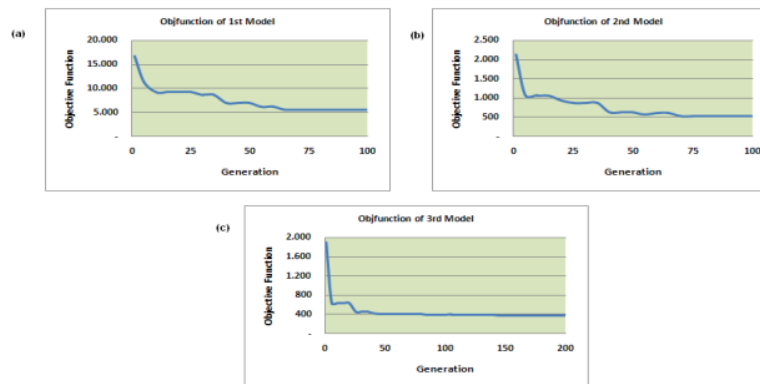 (a)
Objfunction of 1st Model
Objective Function
20.000
15.000
10.000
5.000
-
0 25 50 75 100
Generation
(b)
Objfunction of 2nd Model
Objective Function
2.500
2.000
1.500
1.000
500
-
0 25 50 75 100
Generation
(c)
Objfunction of 3rd Model
Objective Function
2.000
1.600
1.200
800
400
-
0 50 100 150 200
Generation